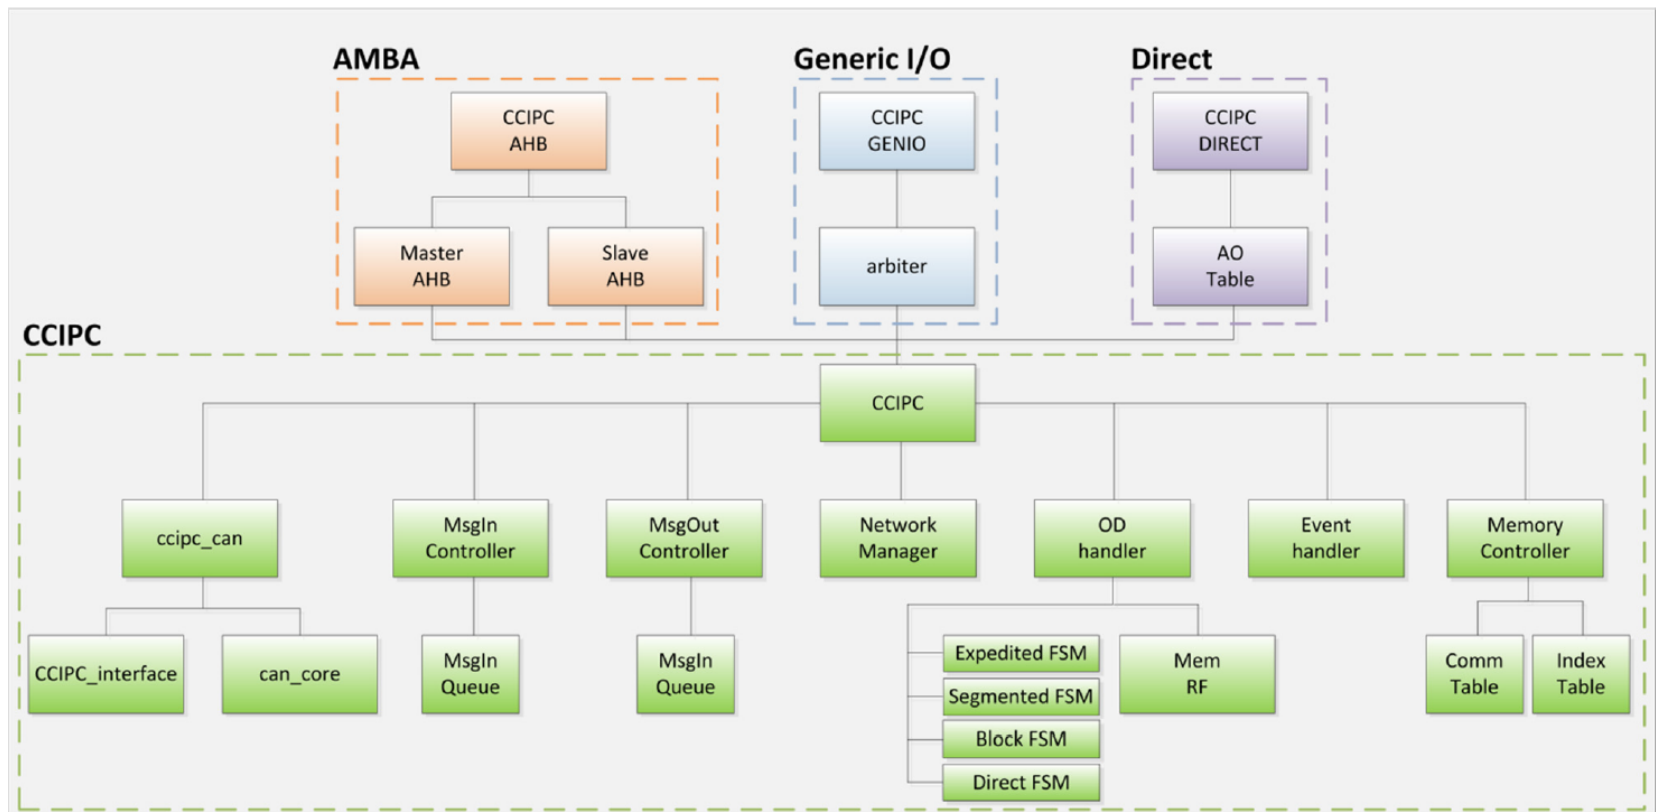 AMBA
Generic I/O
Direct
CCIPC
AHB
CCIPC
GENIO
CCIPC
DIRECT
Master
AHB
Slave
AHB
arbiter
AO
Table
CCIPC
CCIPC
ccipc_can
MsgIn
Controller
MsgOut
Controller
Network
Manager
OD
handler
Event
handler
Memory
Controller
CCIPC_interface
can_core
MsgIn
Queue
MsgIn
Queue
Expedited FSM
Segmented FSM
Block FSM
Direct FSM
Mem
RF
Comm
Table
Index
Table